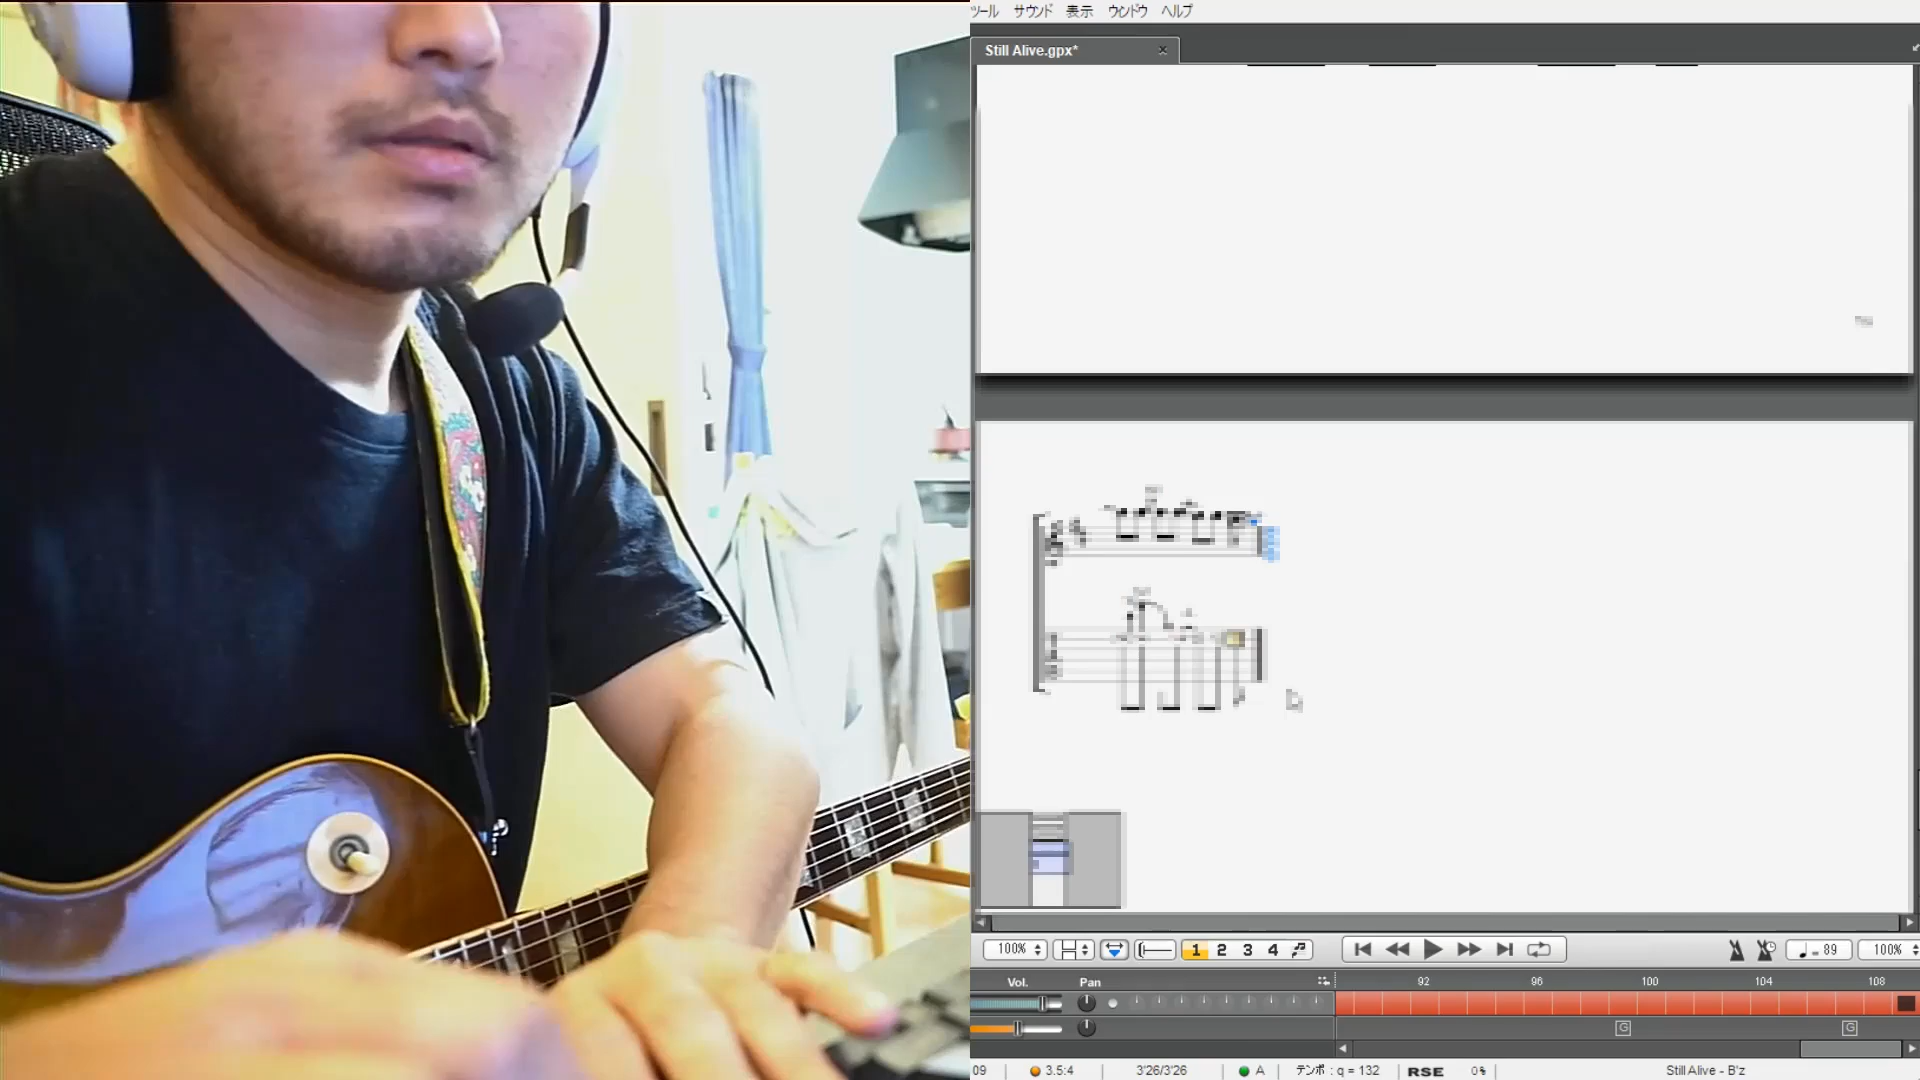 ツール サウンド 表示 ウィンドウ ヘルプ
Still Alive.gpx*
100% 1 2 3 4 = 89 100%
Vol. Pan 92 96 100 104 108
G G
09 3.5:4 3'26/3'26 A テンポ : q = 132 RSE 0% Still Alive - B'z